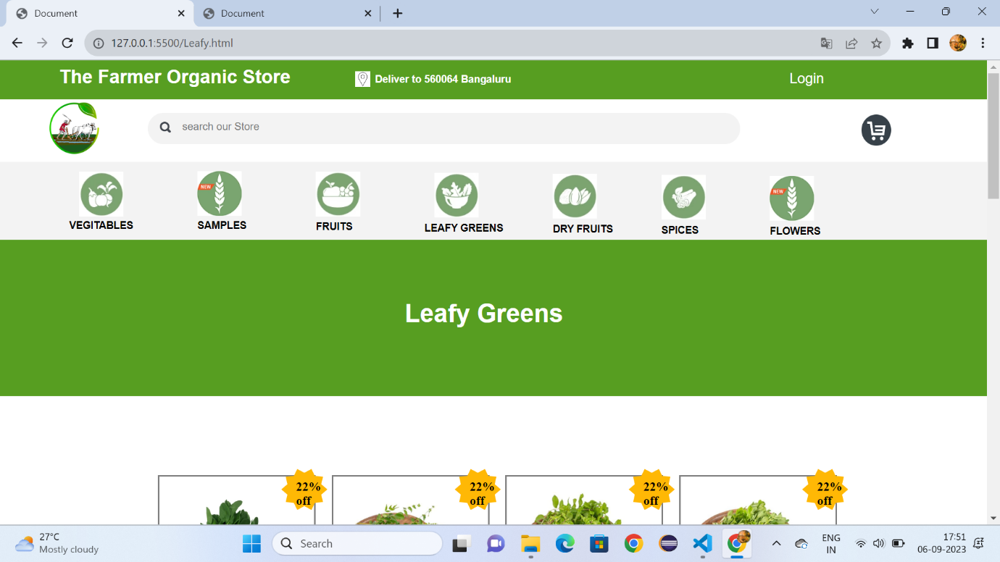 Document
Document
127.0.0.1:5500/Leafy.html
The Farmer Organic Store
Deliver to 560064 Bangaluru
Login
search our Store
NEW
NEW
VEGITABLES
SAMPLES
FRUITS
LEAFY GREENS
DRY FRUITS
SPICES
FLOWERS
Leafy Greens
22%
off
22%
off
22%
off
22%
off
27°C
Mostly cloudy
Search
ENG
IN
17:51
06-09-2023